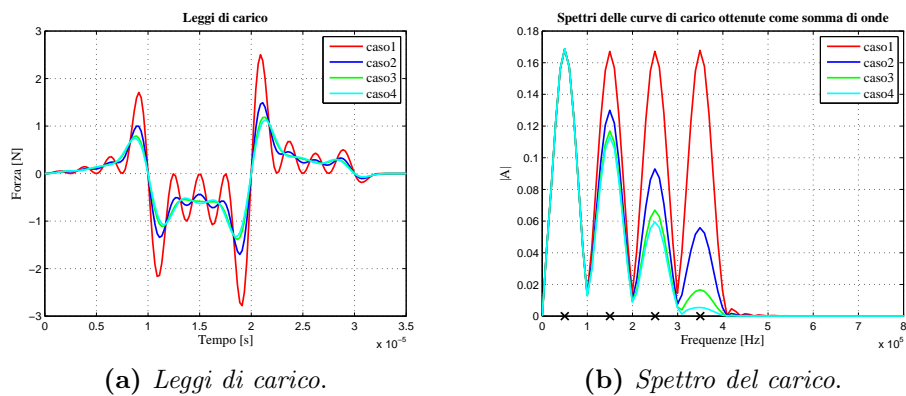 Leggi di carico
Forza [N]
3
2
1
0
−1
−2
−3
caso1
caso2
caso3
caso4
0 0.5 1 1.5 2 2.5 3 3.5
Tempo [s]
x 10⁻⁵
(a) Leggi di carico.
Spettri delle curve di carico ottenute come somma di onde
|A|
0.18
0.16
0.14
0.12
0.1
0.08
0.06
0.04
0.02
0
caso1
caso2
caso3
caso4
0 1 2 3 4 5 6 7 8
Frequenze [Hz]
x 10⁵
(b) Spettro del carico.